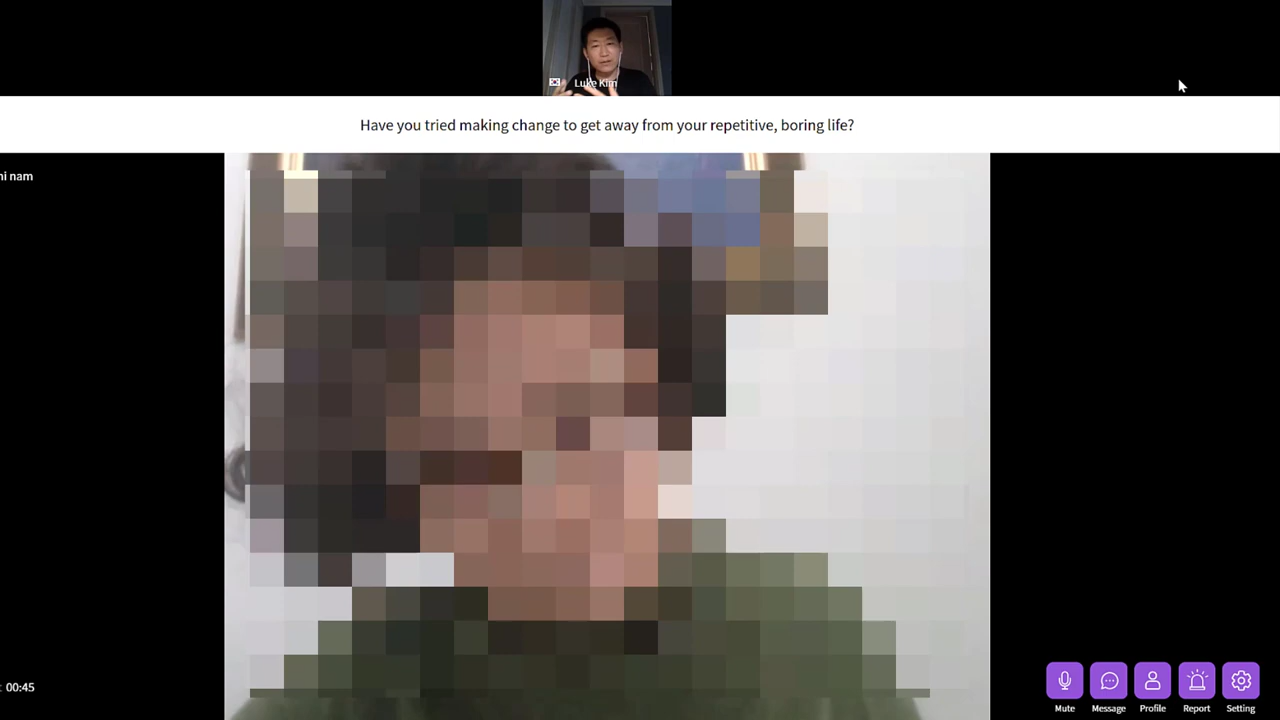 Luke Kim
Have you tried making change to get away from your repetitive, boring life?
ni nam
: 00:45
Mute
Message
Profile
Report
Setting